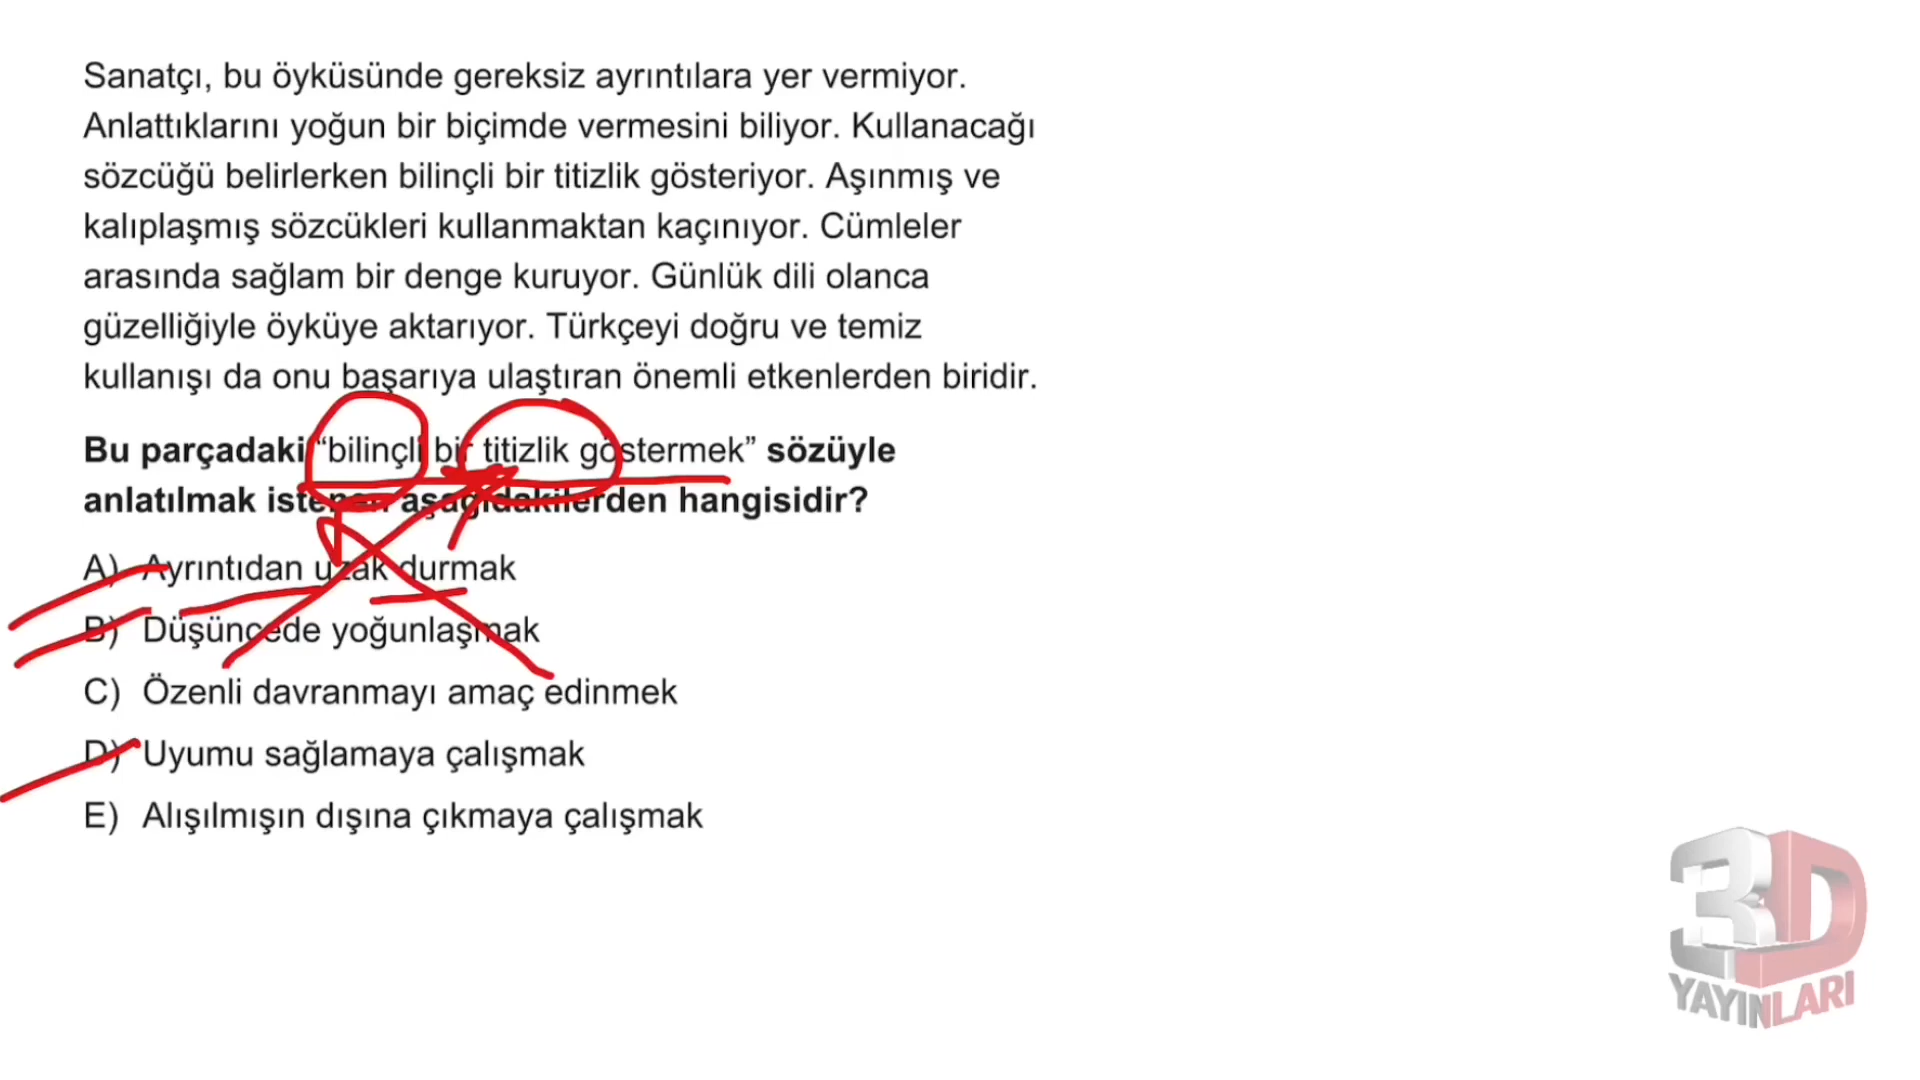 Sanatçı, bu öyküsünde gereksiz ayrıntılara yer vermiyor.
Anlattıklarını yoğun bir biçimde vermesini biliyor. Kullanacağı
sözcüğü belirlerken bilinçli bir titizlik gösteriyor. Aşınmış ve
kalıplaşmış sözcükleri kullanmaktan kaçınıyor. Cümleler
arasında sağlam bir denge kuruyor. Günlük dili olanca
güzelliğiyle öyküye aktarıyor. Türkçeyi doğru ve temiz
kullanışı da onu başarıya ulaştıran önemli etkenlerden biridir.
Bu parçadaki “bilinçli bir titizlik göstermek” sözüyle
anlatılmak istenen aşağıdakilerden hangisidir?
A) Ayrıntıdan uzak durmak
B) Düşüncede yoğunlaşmak
C) Özenli davranmayı amaç edinmek
D) Uyumu sağlamaya çalışmak
E) Alışılmışın dışına çıkmaya çalışmak
3D
YAYINLARI